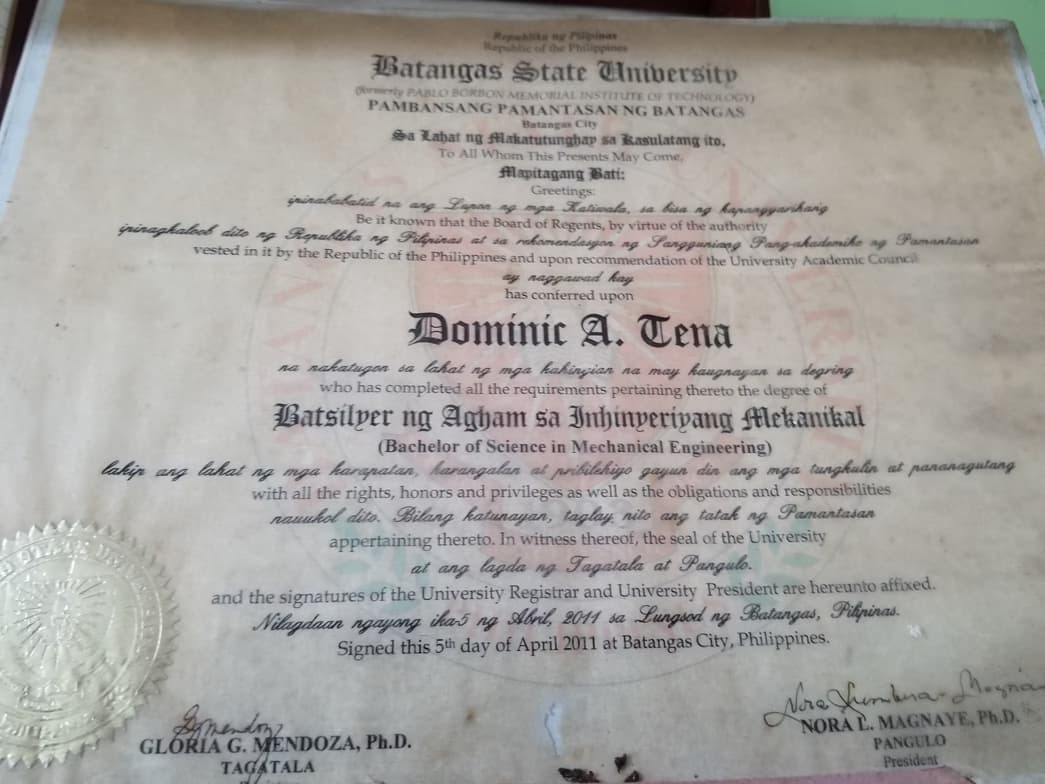 Republika ng Pilipinas
Republic of the Philippines
Batangas State University
(formerly PABLO BORBON MEMORIAL INSTITUTE OF TECHNOLOGY)
PAMBANSANG PAMANTASAN NG BATANGAS
Batangas City
Sa Lahat ng Makatutunghay sa Kasulatang ito,
To All Whom This Presents May Come,
Mapitagang Bati:
Greetings:
ipinababatid na ang Lupon ng mga Katiwala, sa bisa ng kapangyarihang
Be it known that the Board of Regents, by virtue of the authority
ipinagkaloob dito ng Republika ng Pilipinas at sa rekomendasyon ng Sangguniang Pang-akademiko ng Pamantasan
vested in it by the Republic of the Philippines and upon recommendation of the University Academic Council
ay naggawad kay
has conferred upon
Dominic A. Tena
na nakatugon sa lahat ng mga kahingian na may kaugnayan sa degring
who has completed all the requirements pertaining thereto the degree of
Batsilyer ng Agham sa Inhinyeriyang Mekanikal
(Bachelor of Science in Mechanical Engineering)
lakip ang lahat ng mga karapatan, karangalan at pribilehiyo gayun din ang mga tungkulin at pananagutang
with all the rights, honors and privileges as well as the obligations and responsibilities
nauukol dito. Bilang katunayan, taglay nito ang tatak ng Pamantasan
appertaining thereto. In witness thereof, the seal of the University
at ang lagda ng Tagatala at Pangulo.
and the signatures of the University Registrar and University President are hereunto affixed.
Nilagdaan ngayong ika-5 ng Abril, 2011 sa Lungsod ng Batangas, Pilipinas.
Signed this 5th day of April 2011 at Batangas City, Philippines.
GLORIA G. MENDOZA, Ph.D.
TAGATALA
NORA L. MAGNAYE, Ph.D.
PANGULO
President